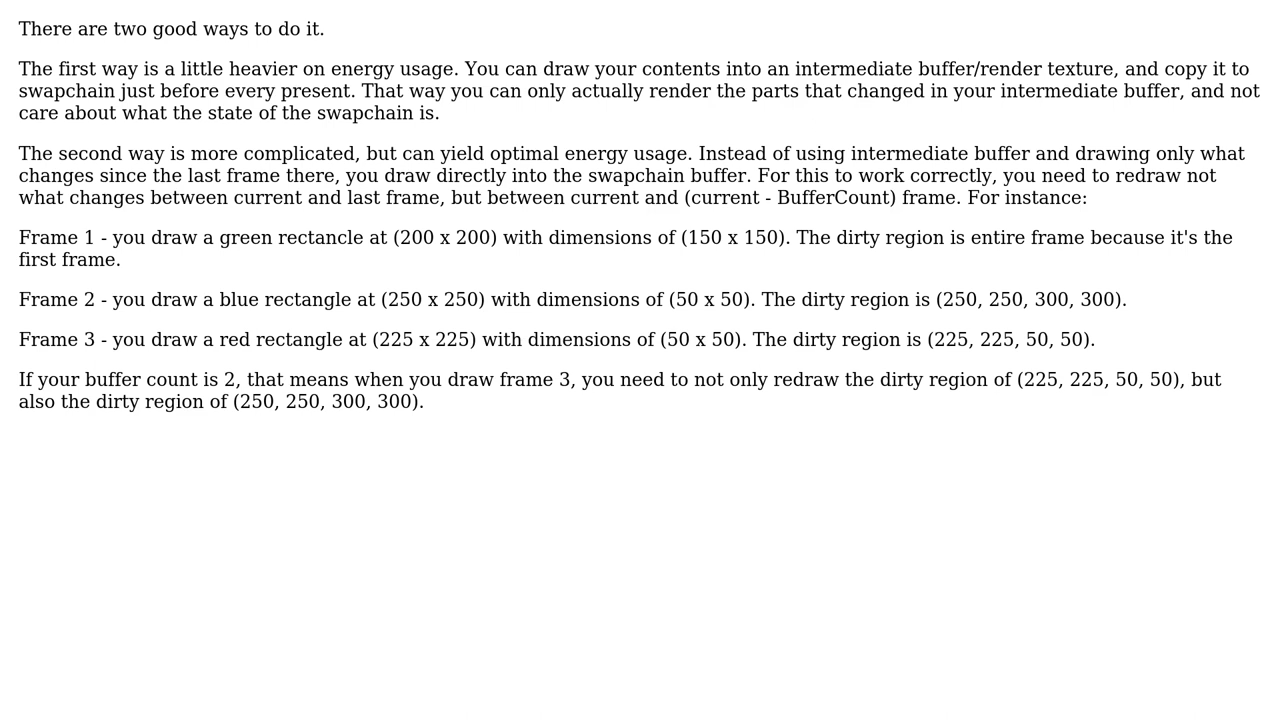 There are two good ways to do it.
The first way is a little heavier on energy usage. You can draw your contents into an intermediate buffer/render texture, and copy it to
swapchain just before every present. That way you can only actually render the parts that changed in your intermediate buffer, and not
care about what the state of the swapchain is.
The second way is more complicated, but can yield optimal energy usage. Instead of using intermediate buffer and drawing only what
changes since the last frame there, you draw directly into the swapchain buffer. For this to work correctly, you need to redraw not
what changes between current and last frame, but between current and (current - BufferCount) frame. For instance:
Frame 1 - you draw a green rectancle at (200 x 200) with dimensions of (150 x 150). The dirty region is entire frame because it's the
first frame.
Frame 2 - you draw a blue rectangle at (250 x 250) with dimensions of (50 x 50). The dirty region is (250, 250, 300, 300).
Frame 3 - you draw a red rectangle at (225 x 225) with dimensions of (50 x 50). The dirty region is (225, 225, 50, 50).
If your buffer count is 2, that means when you draw frame 3, you need to not only redraw the dirty region of (225, 225, 50, 50), but
also the dirty region of (250, 250, 300, 300).